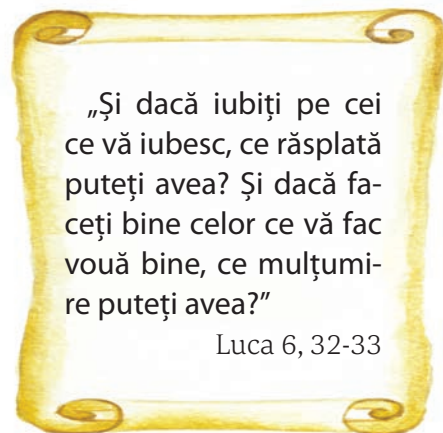 „Și dacă iubiți pe cei
ce vă iubesc, ce răsplată
puteți avea? Și dacă fa-
ceți bine celor ce vă fac
vouă bine, ce mulțumi-
re puteți avea?”
Luca 6, 32-33